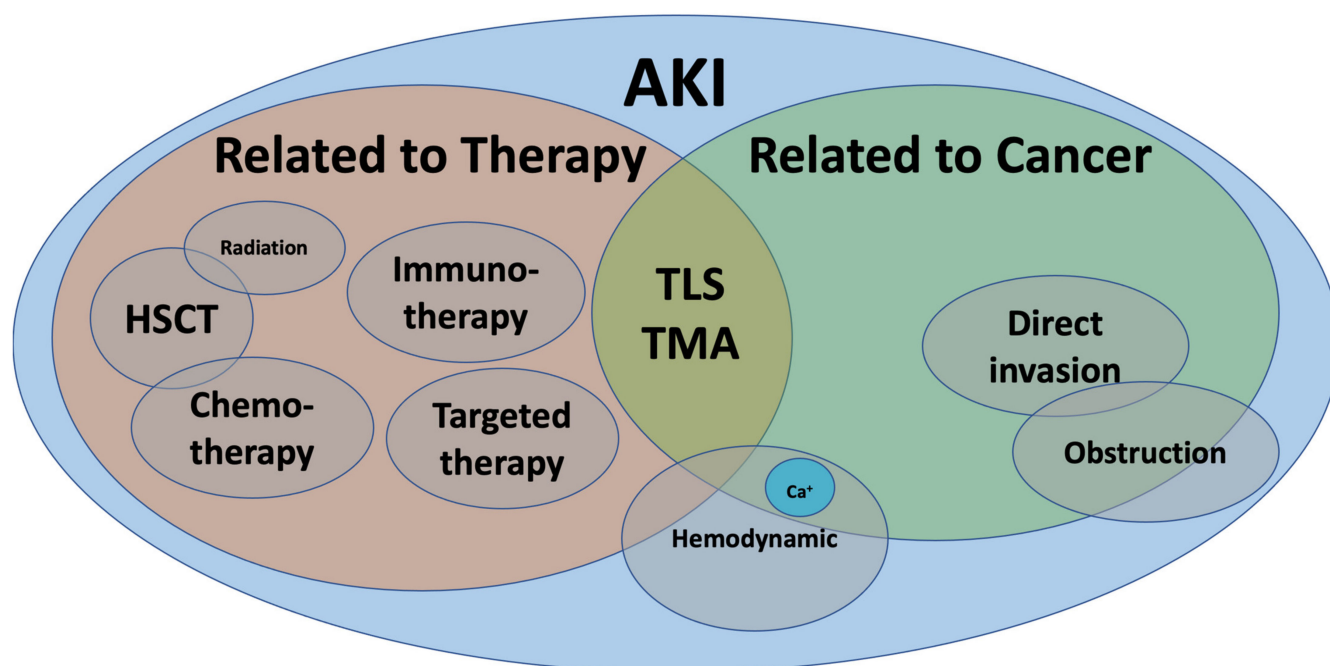 AKI
Related to Therapy
Related to Cancer
Radiation
HSCT
Immuno-
therapy
Chemo-
therapy
Targeted
therapy
TLS
TMA
Direct
invasion
Obstruction
Ca⁺
Hemodynamic